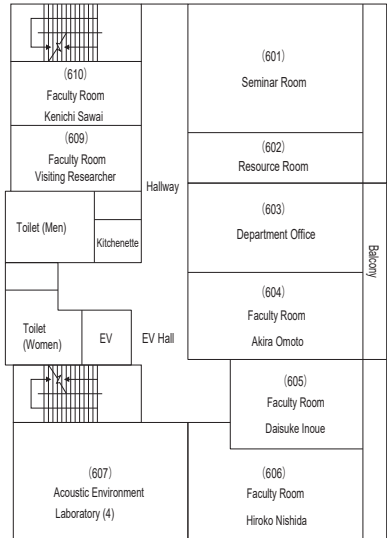 (610)
Faculty Room
Kenichi Sawai
(609)
Faculty Room
Visiting Researcher
Toilet (Men)
Kitchenette
Toilet
(Women)
EV
EV Hall
Hallway
(601)
Seminar Room
(602)
Resource Room
(603)
Department Office
(604)
Faculty Room
Akira Omoto
(605)
Faculty Room
Daisuke Inoue
(606)
Faculty Room
Hiroko Nishida
(607)
Acoustic Environment
Laboratory (4)
Balcony